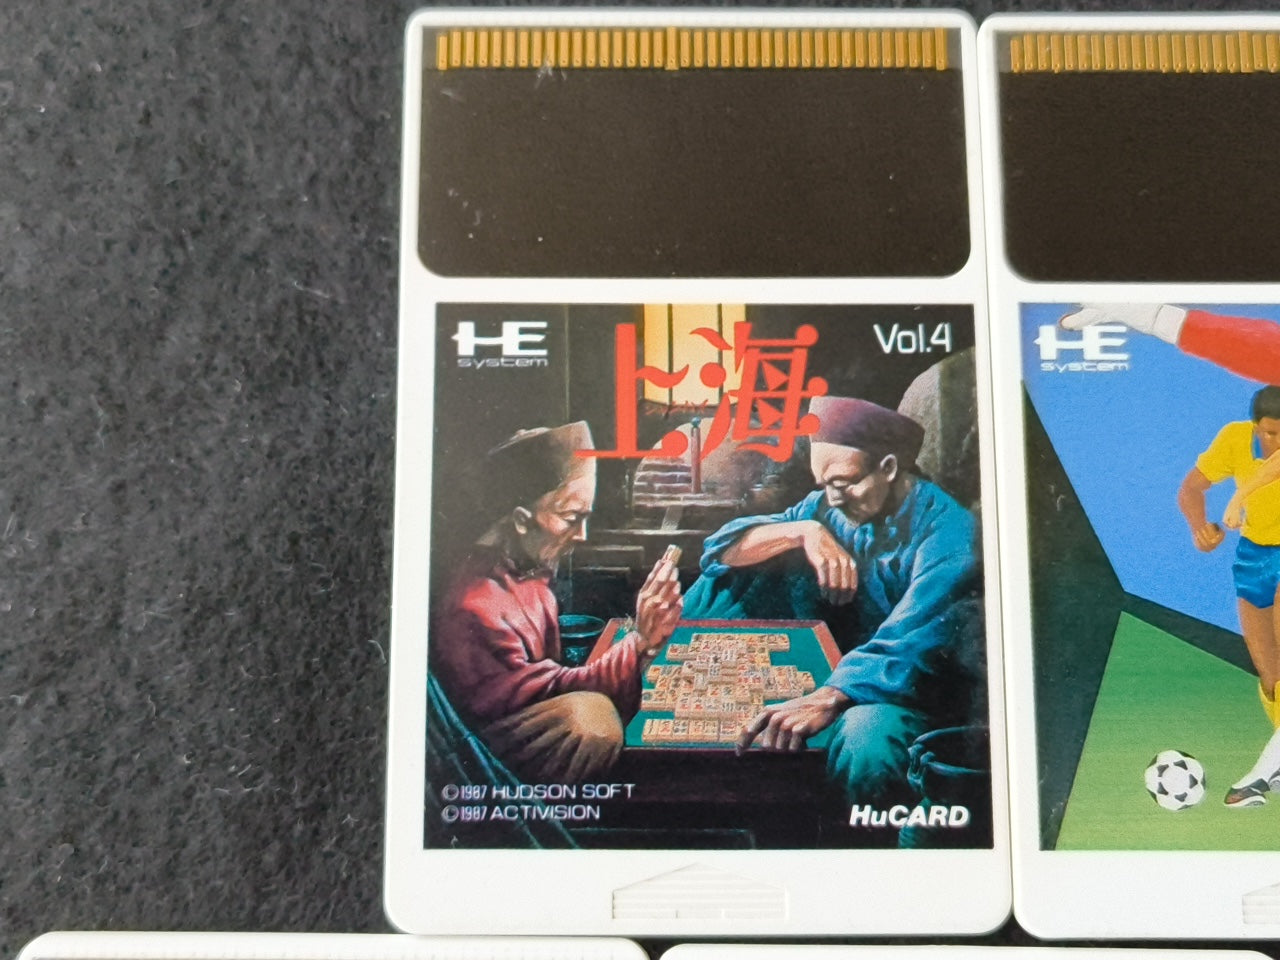 HE
system
上海
Vol.4
©1987 HUDSON SOFT
©1987 ACTIVISION
HuCARD
HE
system